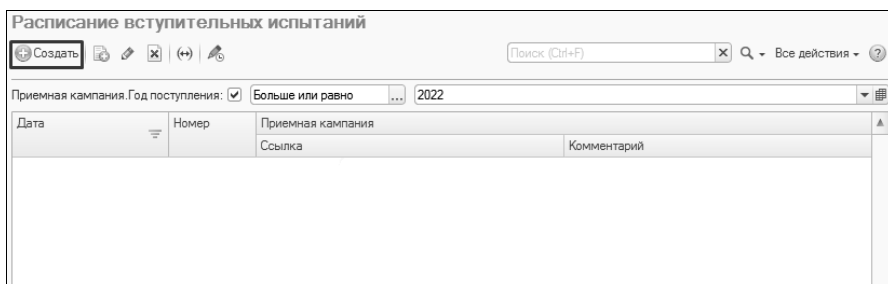 Расписание вступительных испытаний
Создать Поиск (Ctrl+F) Все действия
Приемная кампания.Год поступления: Больше или равно ... 2022
Дата Номер Приемная кампания
Ссылка Комментарий